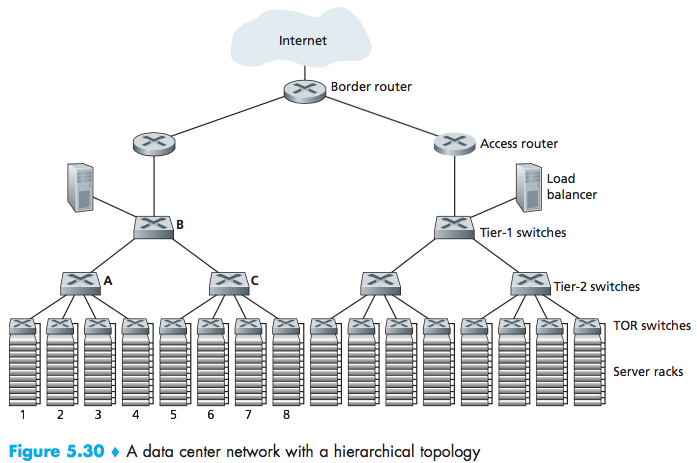 Internet
Border router
Access router
Load
balancer
B
Tier-1 switches
A
C
Tier-2 switches
TOR switches
Server racks
1 2 3 4 5 6 7 8
Figure 5.30 ♦ A data center network with a hierarchical topology